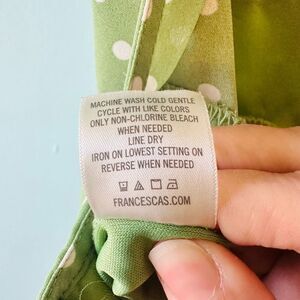 MACHINE WASH COLD GENTLE
CYCLE WITH LIKE COLORS
ONLY NON-CHLORINE BLEACH
WHEN NEEDED
LINE DRY
IRON ON LOWEST SETTING ON
REVERSE WHEN NEEDED
FRANCESCAS.COM